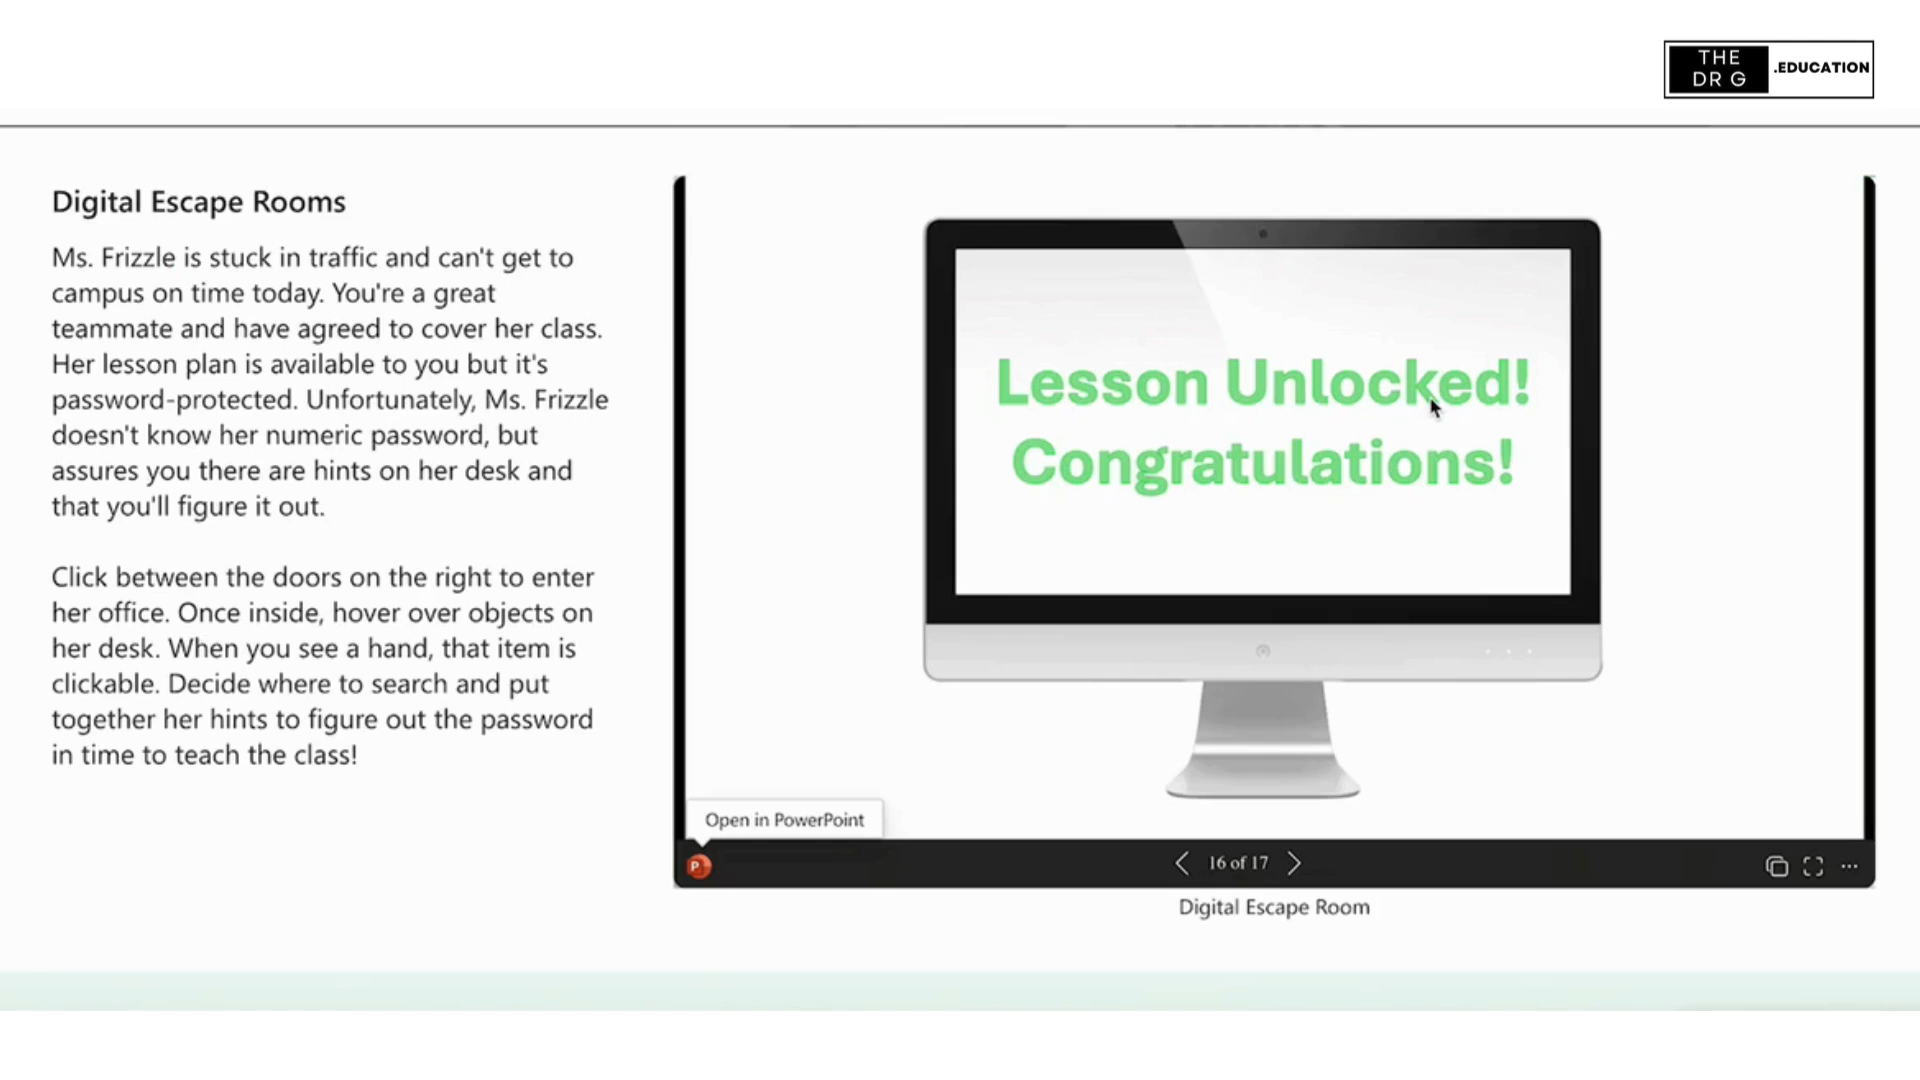 THE
DR G
.EDUCATION
Digital Escape Rooms
Ms. Frizzle is stuck in traffic and can't get to
campus on time today. You're a great
teammate and have agreed to cover her class.
Her lesson plan is available to you but it's
password-protected. Unfortunately, Ms. Frizzle
doesn't know her numeric password, but
assures you there are hints on her desk and
that you'll figure it out.
Click between the doors on the right to enter
her office. Once inside, hover over objects on
her desk. When you see a hand, that item is
clickable. Decide where to search and put
together her hints to figure out the password
in time to teach the class!
Lesson Unlocked!
Congratulations!
Open in PowerPoint
P
16 of 17
Digital Escape Room